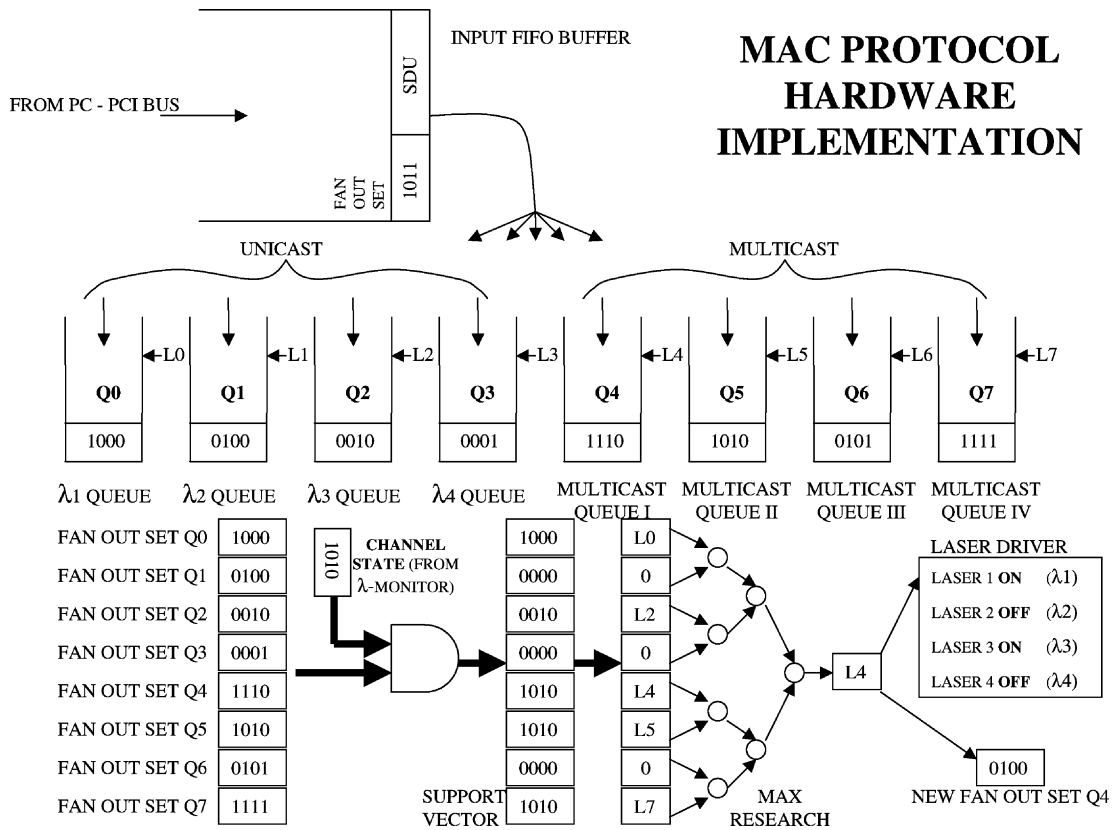 MAC PROTOCOL
HARDWARE
IMPLEMENTATION
INPUT FIFO BUFFER
FROM PC - PCI BUS
SDU
1011
FAN
OUT
SET
UNICAST
MULTICAST
L0
L1
L2
L3
L4
L5
L6
L7
Q0
Q1
Q2
Q3
Q4
Q5
Q6
Q7
1000
0100
0010
0001
1110
1010
0101
1111
λ1 QUEUE
λ2 QUEUE
λ3 QUEUE
λ4 QUEUE
MULTICAST
QUEUE I
MULTICAST
QUEUE II
MULTICAST
QUEUE III
MULTICAST
QUEUE IV
FAN OUT SET Q0 1000
FAN OUT SET Q1 0100
FAN OUT SET Q2 0010
FAN OUT SET Q3 0001
FAN OUT SET Q4 1110
FAN OUT SET Q5 1010
FAN OUT SET Q6 0101
FAN OUT SET Q7 1111
1010
CHANNEL
STATE (FROM
λ-MONITOR)
1000
0000
0010
0000
1010
1010
0000
1010
SUPPORT
VECTOR
L0
0
L2
0
L4
L5
0
L7
MAX
RESEARCH
L4
LASER DRIVER
LASER 1 ON (λ1)
LASER 2 OFF (λ2)
LASER 3 ON (λ3)
LASER 4 OFF (λ4)
0100
NEW FAN OUT SET Q4